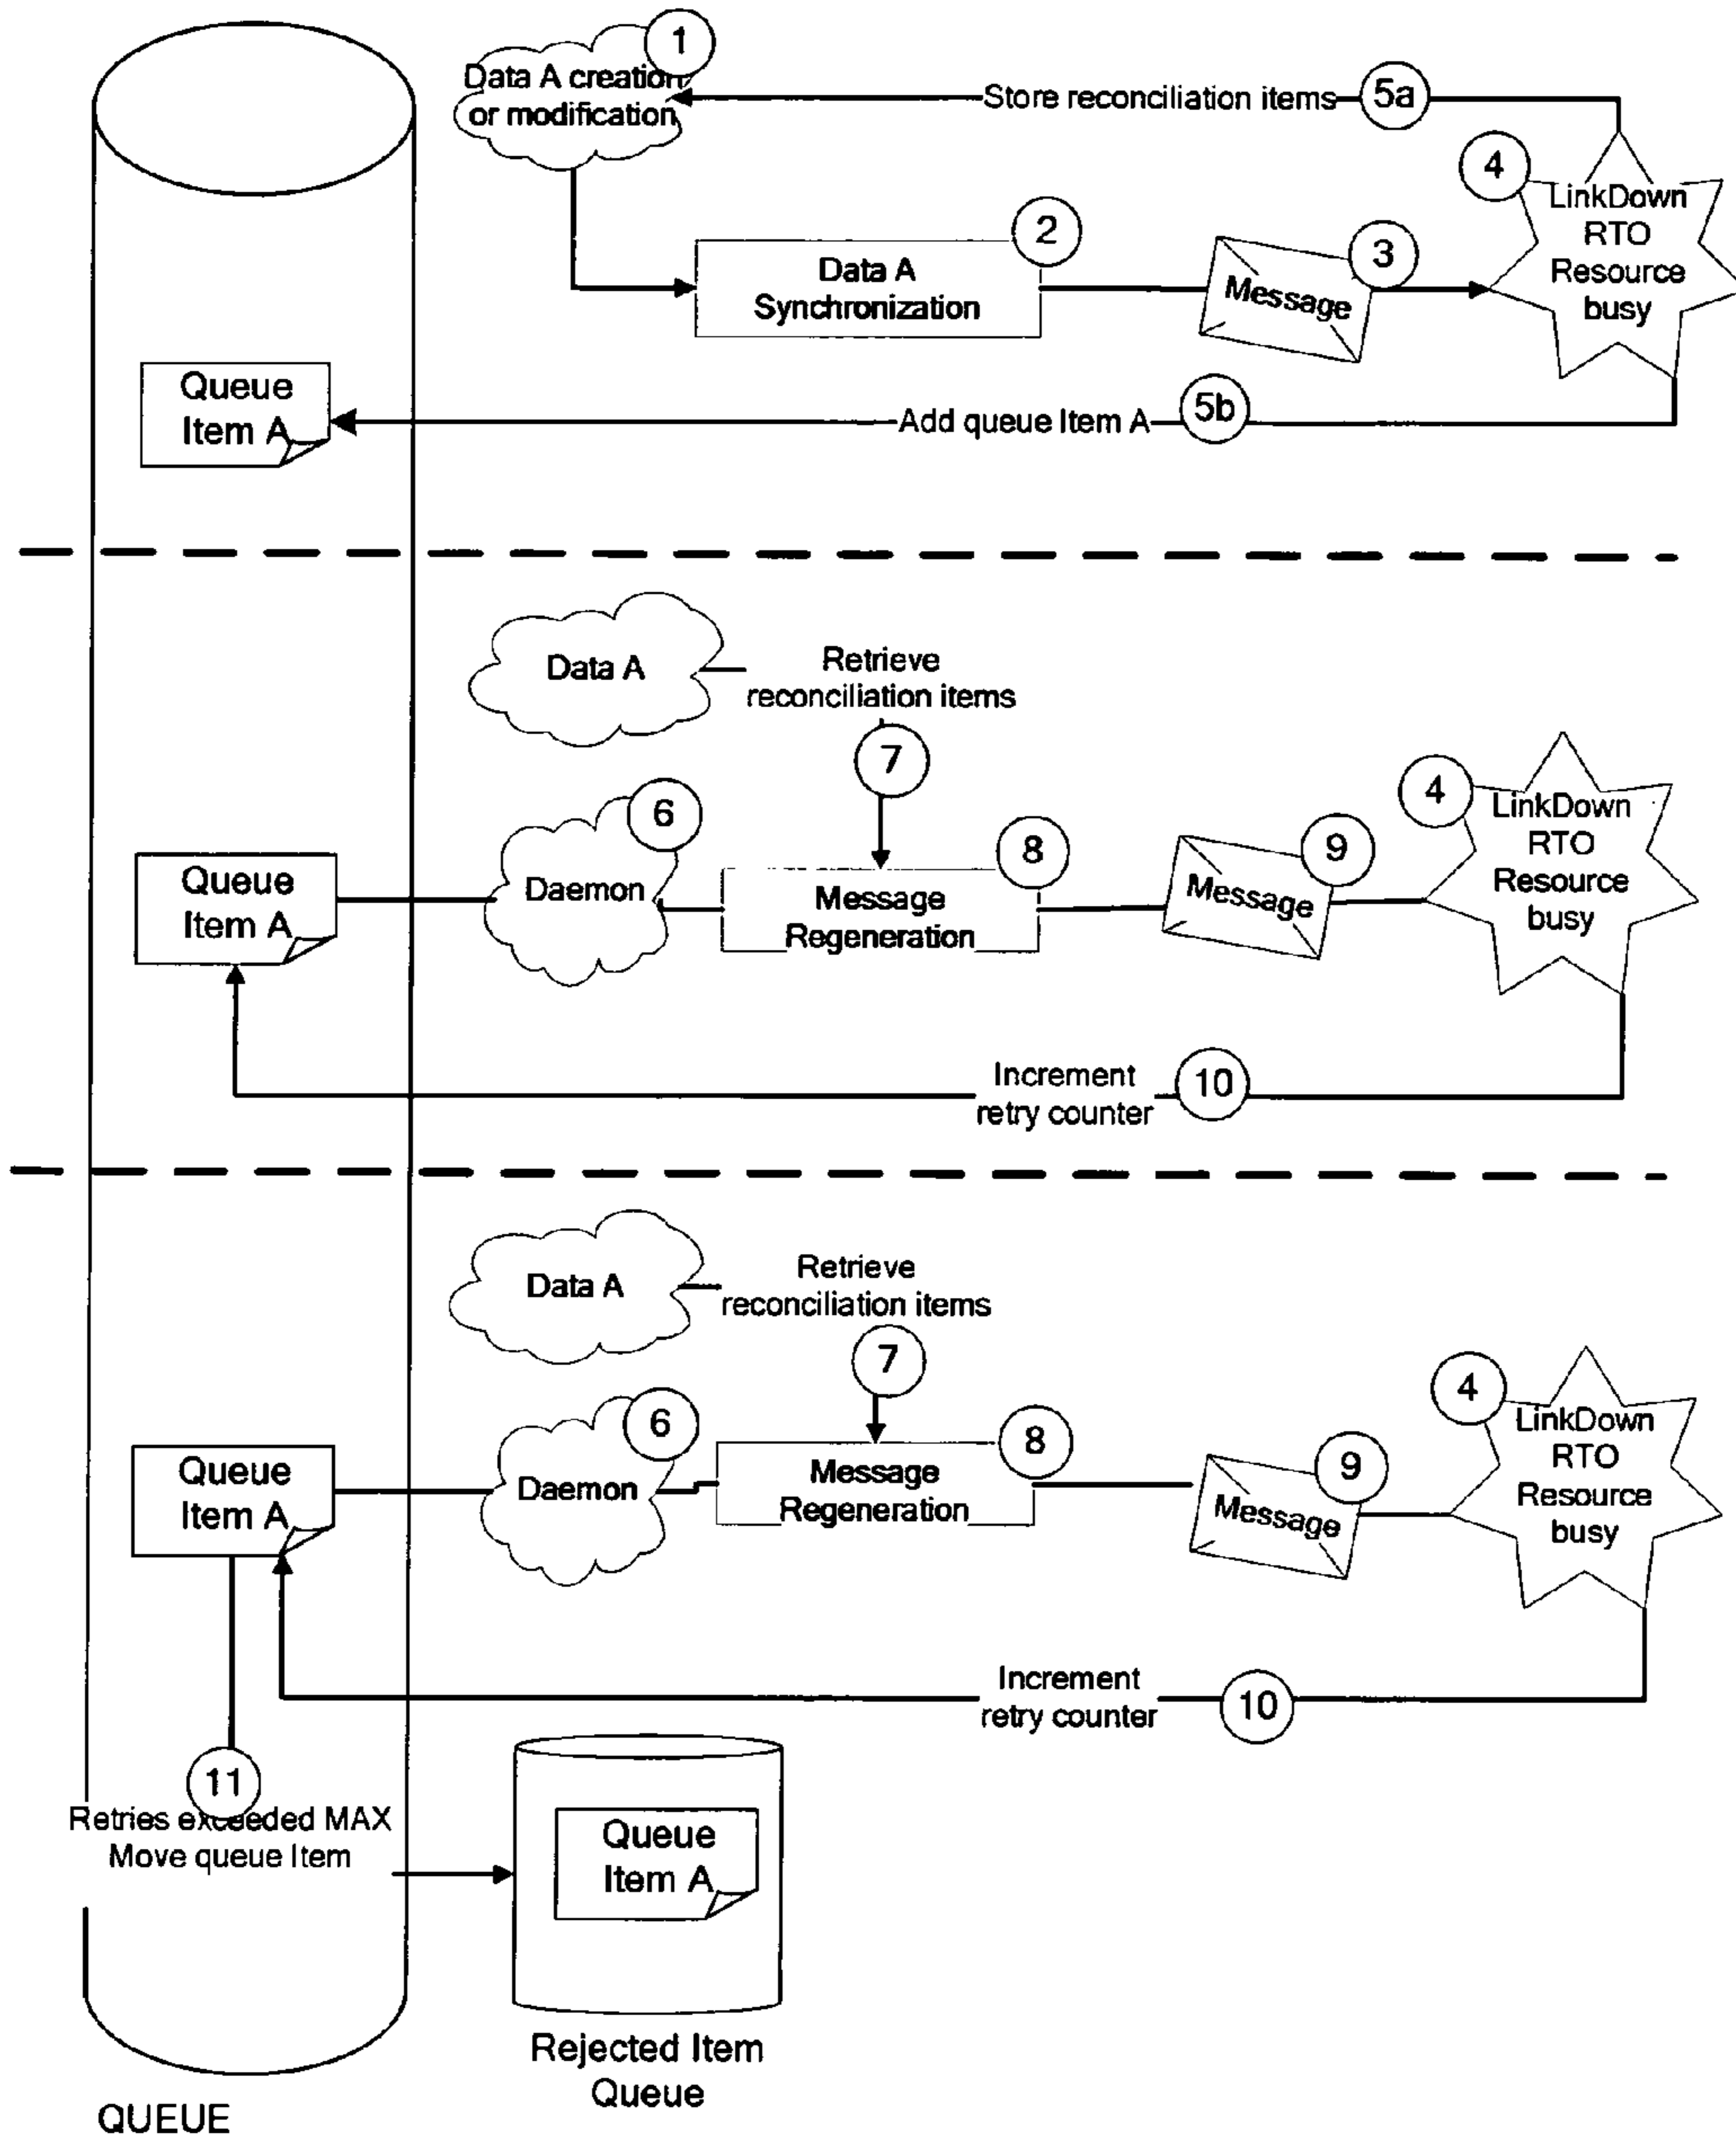 1
Data A creation
or modification
Store reconciliation items
5a
4
LinkDown
RTO
Resource
busy
2
Data A
Synchronization
3
Message
Queue
Item A
Add queue Item A
5b
Data A
Retrieve
reconciliation items
7
6
Daemon
8
Message
Regeneration
9
Message
4
LinkDown
RTO
Resource
busy
Queue
Item A
Increment
retry counter
10
Data A
Retrieve
reconciliation items
7
6
Daemon
8
Message
Regeneration
9
Message
4
LinkDown
RTO
Resource
busy
Queue
Item A
Increment
retry counter
10
11
Retries exceeded MAX
Move queue Item
Queue
Item A
Rejected Item
Queue
QUEUE